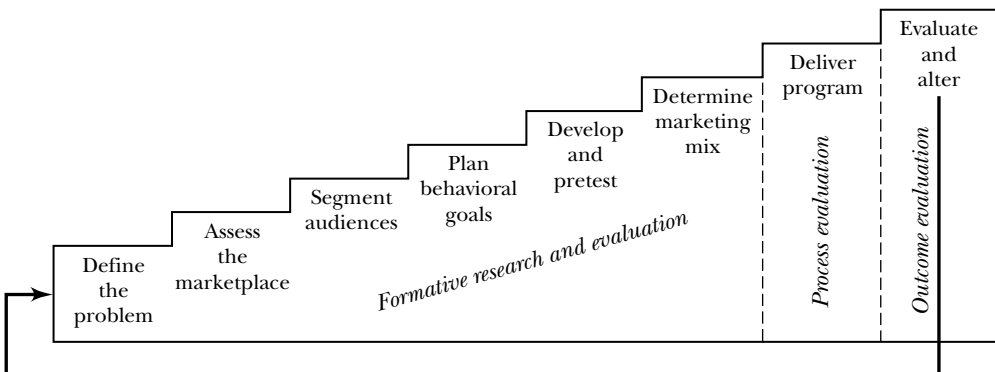 Define
the
problem
Assess
the
marketplace
Segment
audiences
Plan
behavioral
goals
Develop
and
pretest
Determine
marketing
mix
Deliver
program
Evaluate
and
alter
Formative research and evaluation
Process evaluation
Outcome evaluation